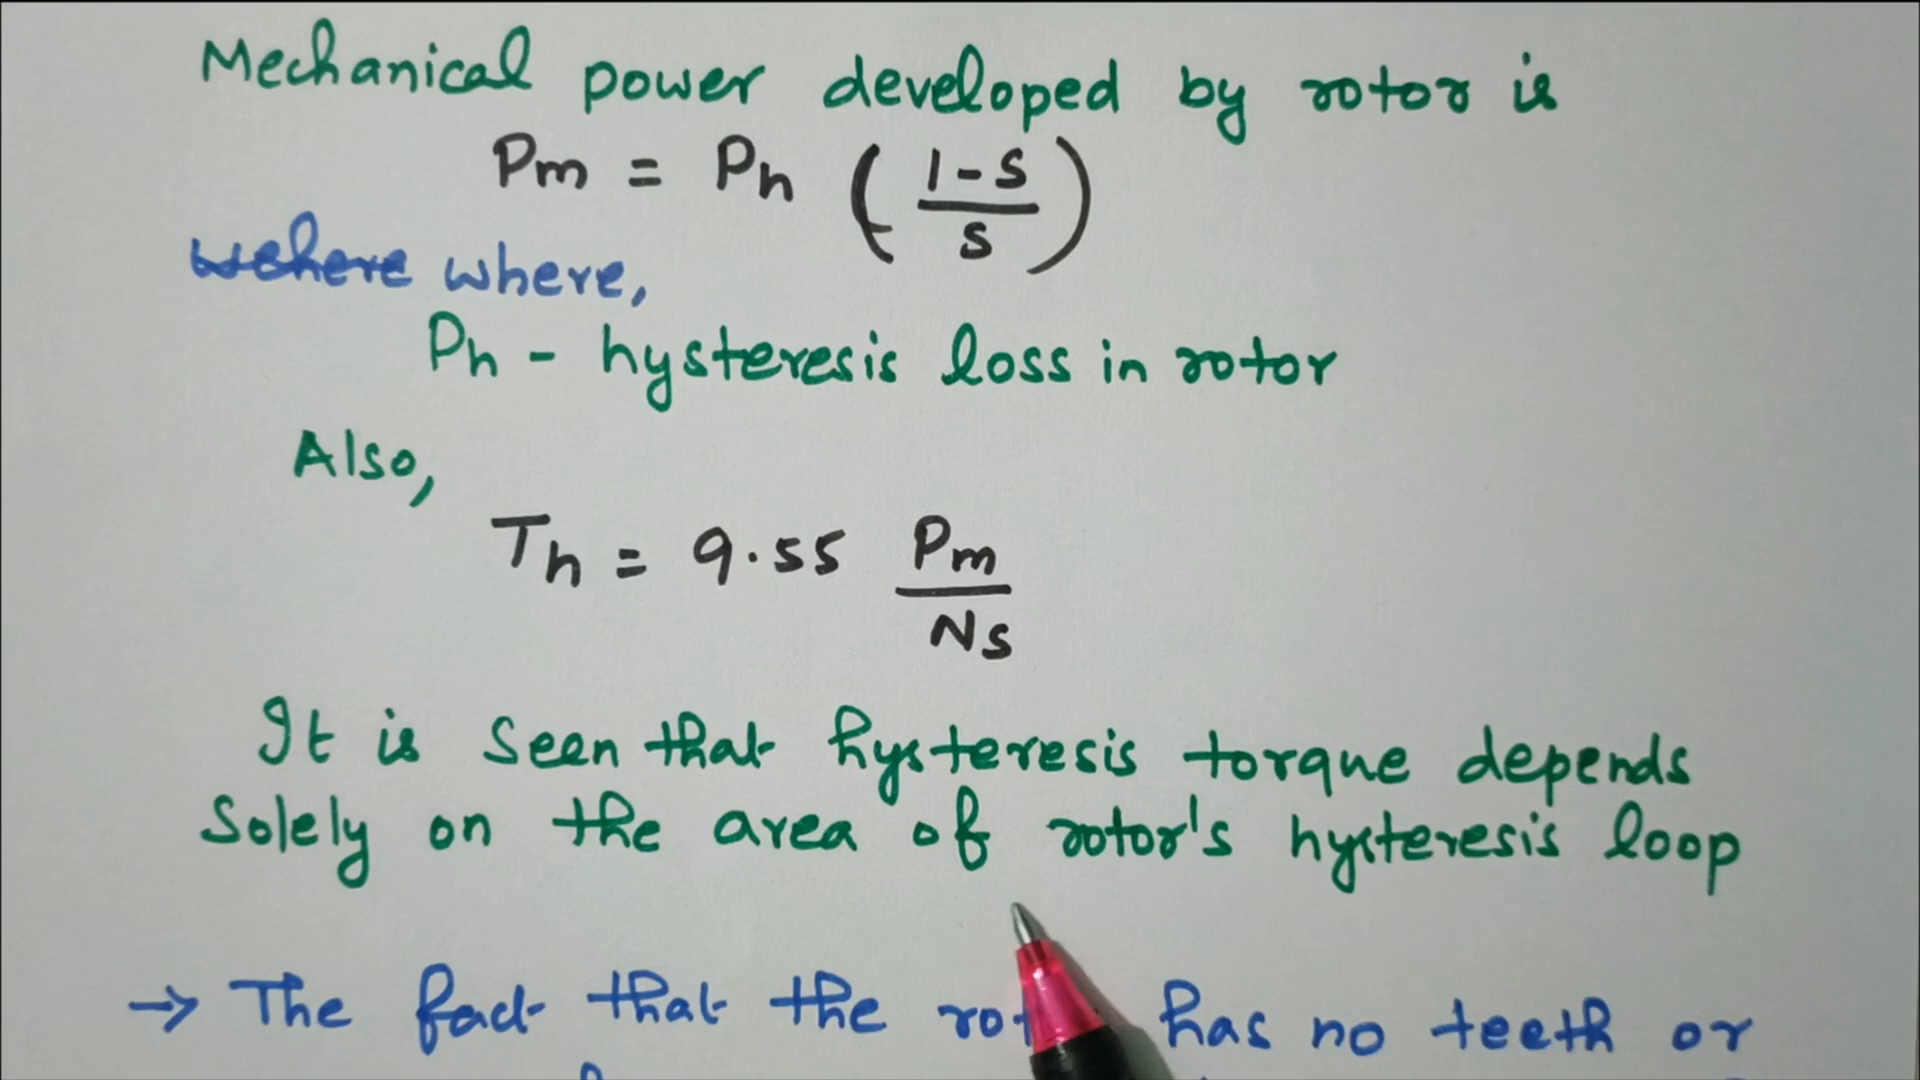 Mechanical power developed by rotor is
Pm = Ph ( (1-s)/s )
wehere where,
Ph - hysteresis loss in rotor
Also,
Th = 9.55 Pm/Ns
It is seen that hysteresis torque depends
Solely on the area of rotor's hysteresis loop
→ The fact that the has no teeth or